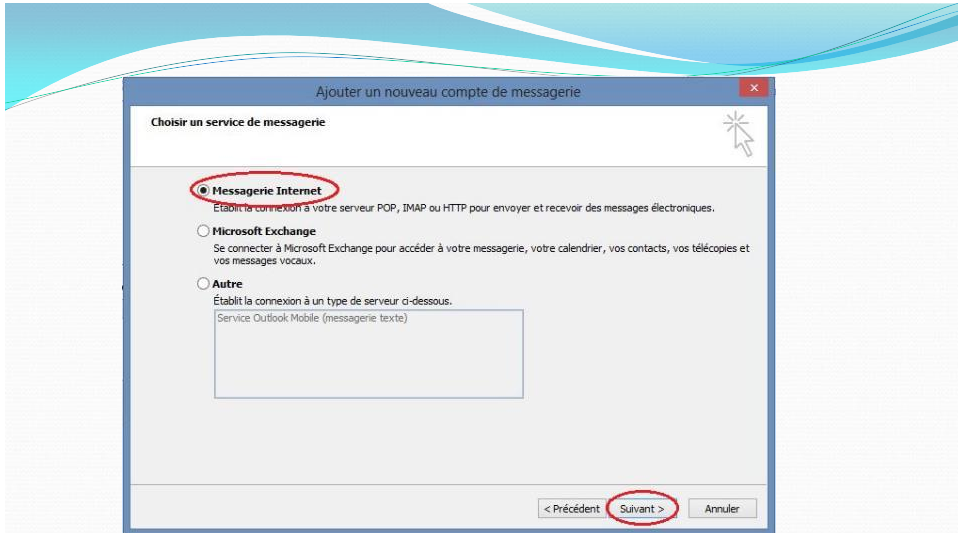 Ajouter un nouveau compte de messagerie
Choisir un service de messagerie
Messagerie Internet
Établit la connexion à votre serveur POP, IMAP ou HTTP pour envoyer et recevoir des messages électroniques.
Microsoft Exchange
Se connecter à Microsoft Exchange pour accéder à votre messagerie, votre calendrier, vos contacts, vos télécopies et
vos messages vocaux.
Autre
Établit la connexion à un type de serveur ci-dessous.
Service Outlook Mobile (messagerie texte)
< Précédent Suivant > Annuler